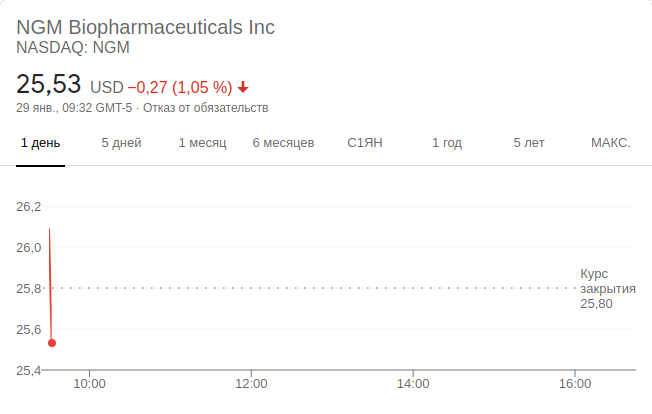 NGM Biopharmaceuticals Inc
NASDAQ: NGM
25,53 USD −0,27 (1,05 %)
29 янв., 09:32 GMT-5 · Отказ от обязательств
1 день 5 дней 1 месяц 6 месяцев С1ЯН 1 год 5 лет МАКС.
26,2
26,0
25,8
25,6
25,4
Курс
закрытия
25,80
10:00 12:00 14:00 16:00